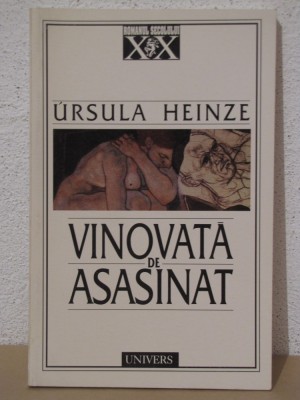 ROMANUL SECOLULUI
XX
ÚRSULA HEINZE
VINOVATĂ
DE
ASASINAT
UNIVERS